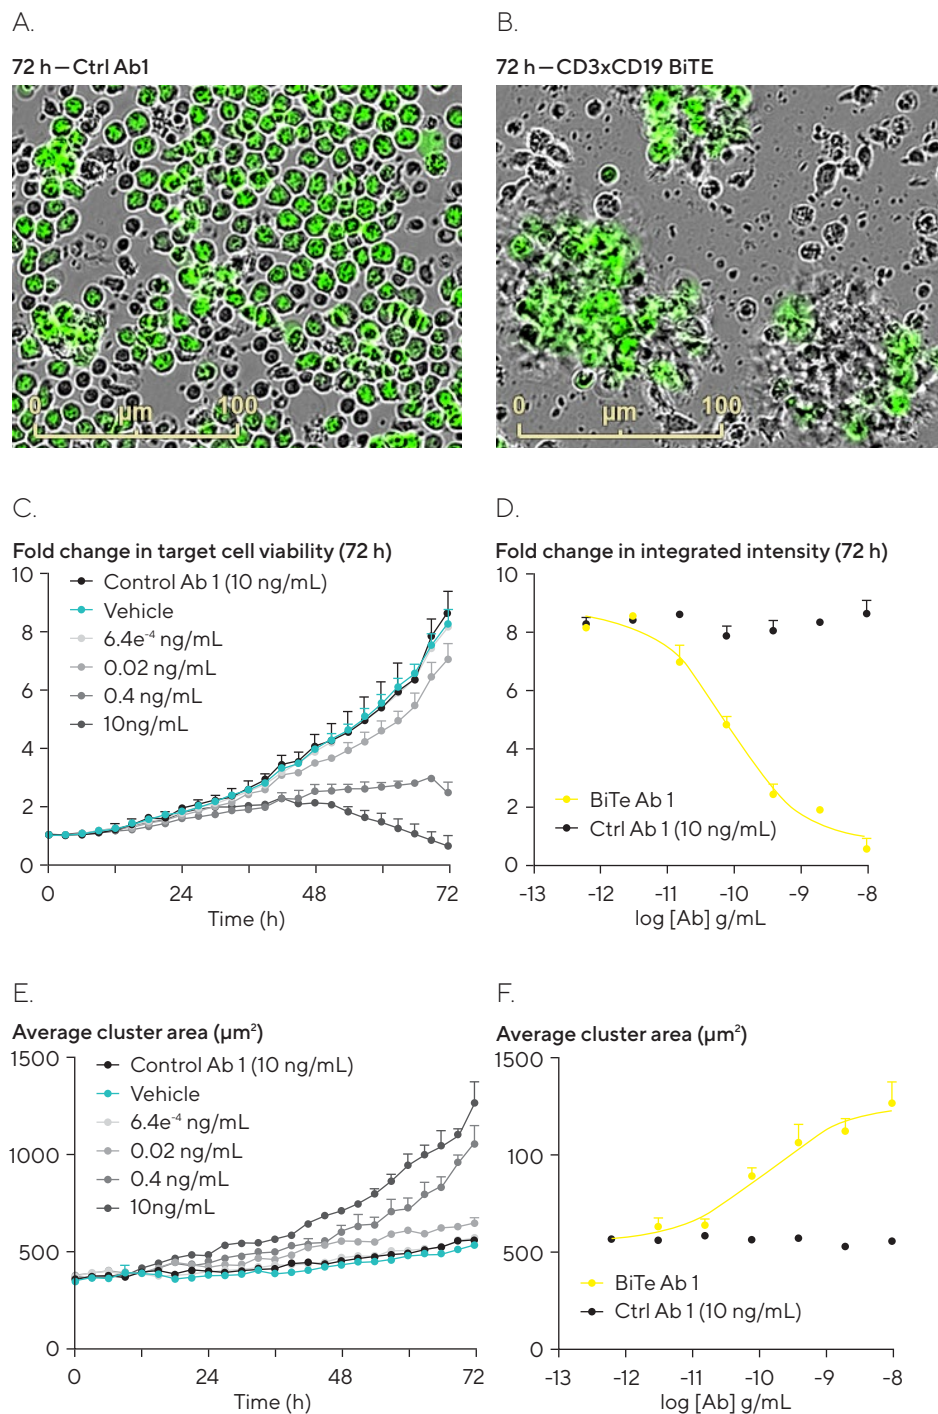 A.
72 h – Ctrl Ab1
0 µm 100
B.
72 h – CD3xCD19 BiTE
0 µm 100
C.
Fold change in target cell viability (72 h)
10
8
6
4
2
0
Control Ab 1 (10 ng/mL)
Vehicle
6.4e⁻⁴ ng/mL
0.02 ng/mL
0.4 ng/mL
10ng/mL
0 24 48 72
Time (h)
D.
Fold change in integrated intensity (72 h)
10
8
6
4
2
0
BiTe Ab 1
Ctrl Ab 1 (10 ng/mL)
-13 -12 -11 -10 -9 -8
log [Ab] g/mL
E.
Average cluster area (µm²)
1500
1000
500
0
Control Ab 1 (10 ng/mL)
Vehicle
6.4e⁻⁴ ng/mL
0.02 ng/mL
0.4 ng/mL
10ng/mL
0 24 48 72
Time (h)
F.
Average cluster area (µm²)
1500
100
500
0
BiTe Ab 1
Ctrl Ab 1 (10 ng/mL)
-13 -12 -11 -10 -9 -8
log [Ab] g/mL